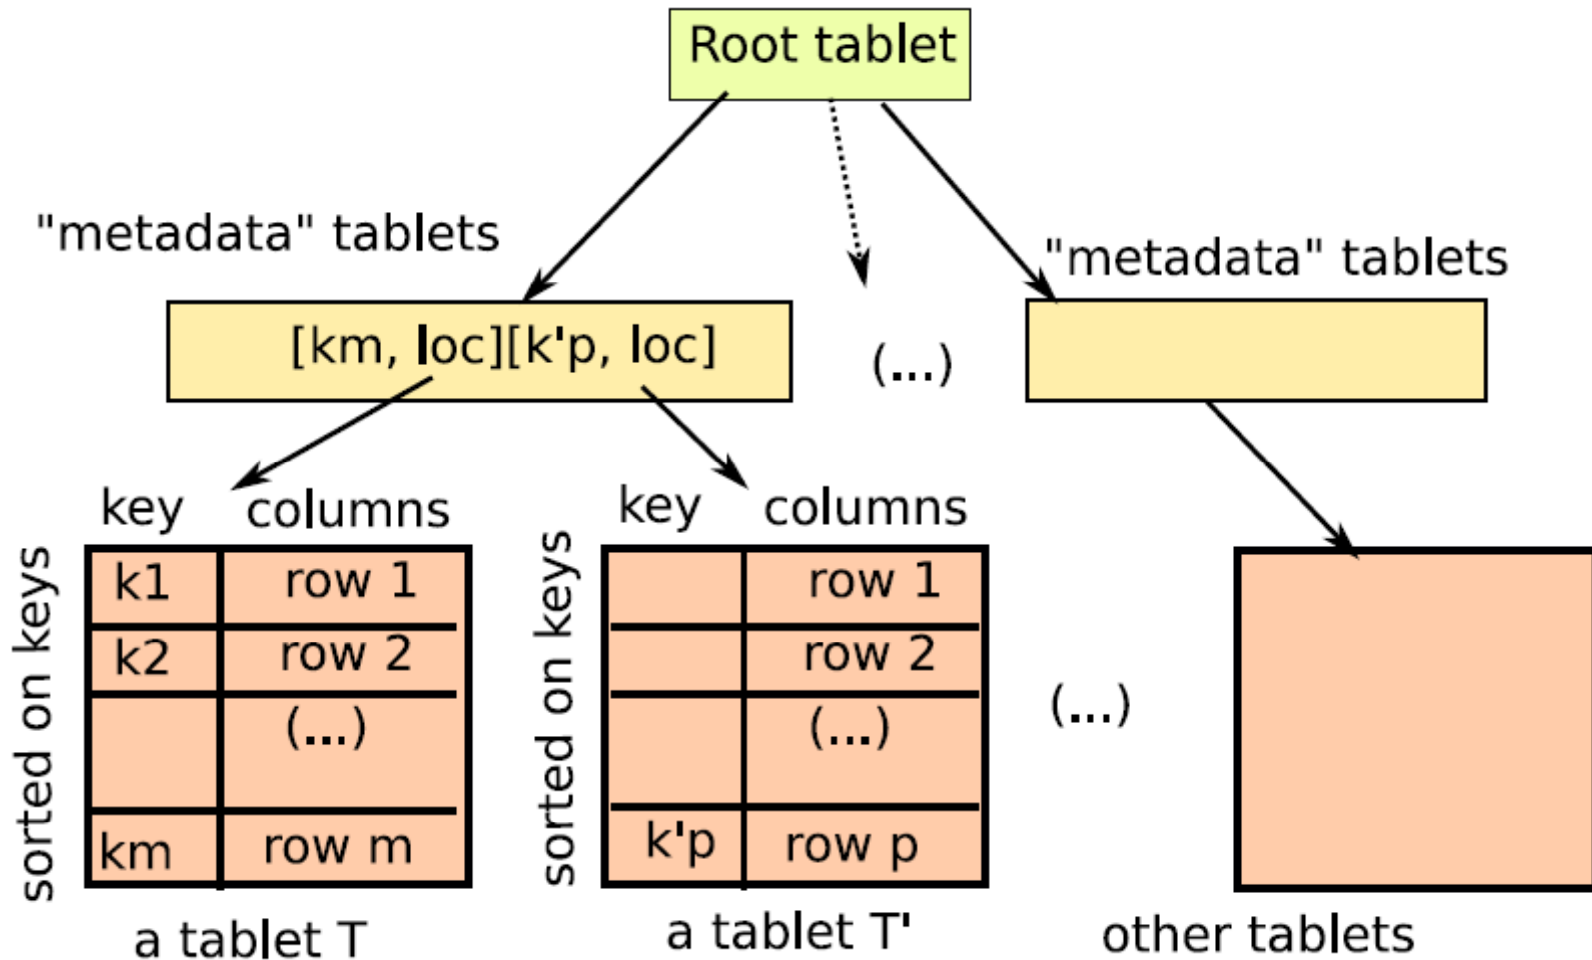 Root tablet
"metadata" tablets
"metadata" tablets
[km, loc][k'p, loc]
(...)
key columns
key columns
sorted on keys
k1 row 1
k2 row 2
(...)
km row m
a tablet T
sorted on keys
row 1
row 2
(...)
k'p row p
a tablet T'
(...)
other tablets